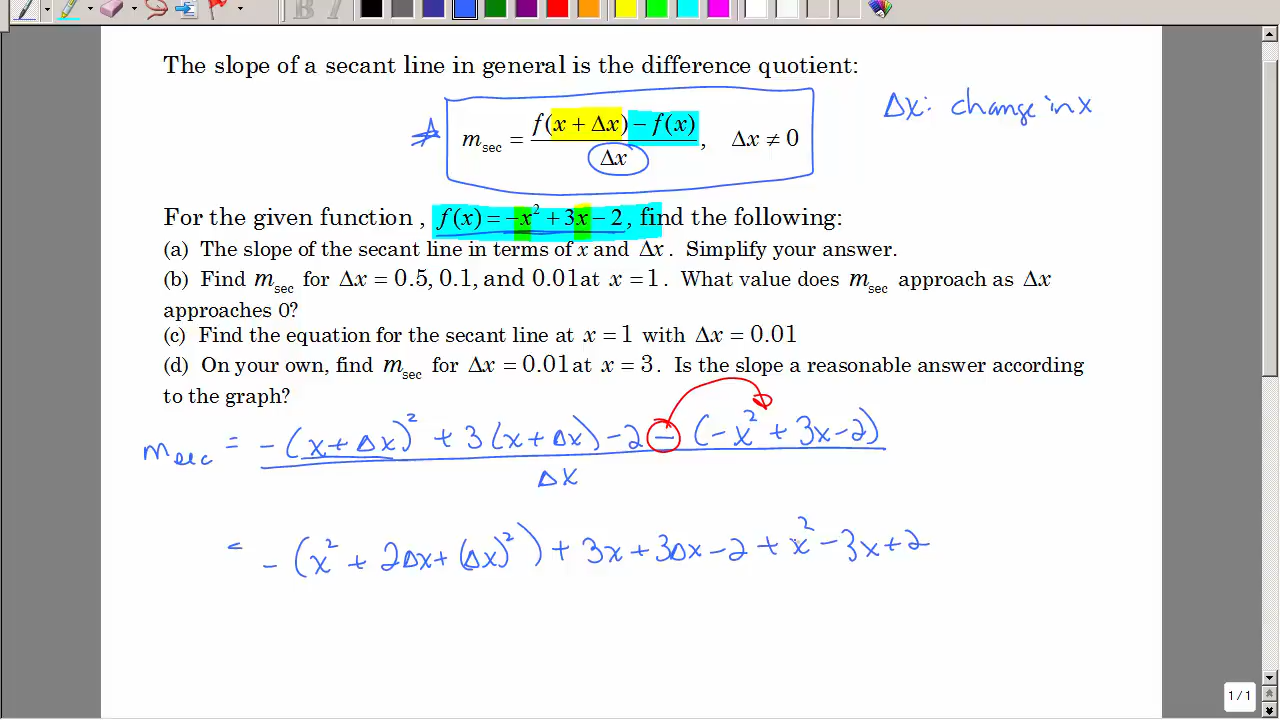 The slope of a secant line in general is the difference quotient:
m_sec = (f(x + Δx) − f(x)) / Δx, Δx ≠ 0
Δx: change in x
For the given function , f(x) = −x² + 3x − 2, find the following:
(a) The slope of the secant line in terms of x and Δx. Simplify your answer.
(b) Find m_sec for Δx = 0.5, 0.1, and 0.01 at x = 1. What value does m_sec approach as Δx
approaches 0?
(c) Find the equation for the secant line at x = 1 with Δx = 0.01
(d) On your own, find m_sec for Δx = 0.01 at x = 3. Is the slope a reasonable answer according
to the graph?
m_sec = (−(x + Δx)² + 3(x + Δx) − 2 − (−x² + 3x − 2)) / Δx
= −(x² + 2Δx + (Δx)²) + 3x + 3Δx − 2 + x² − 3x + 2
B I U
1/1